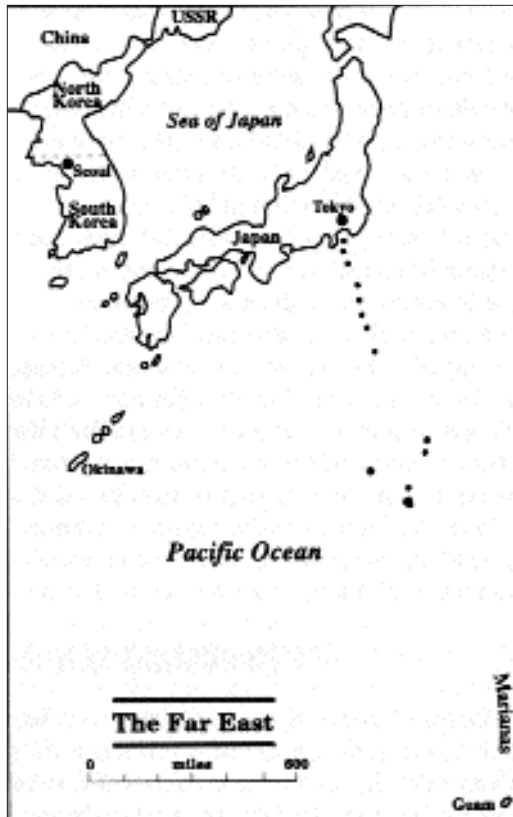 USSR
China
North
Korea
Sea of Japan
Seoul
Tokyo
South
Korea
Japan
Okinawa
Pacific Ocean
Marianas
The Far East
0 miles 600
Guam